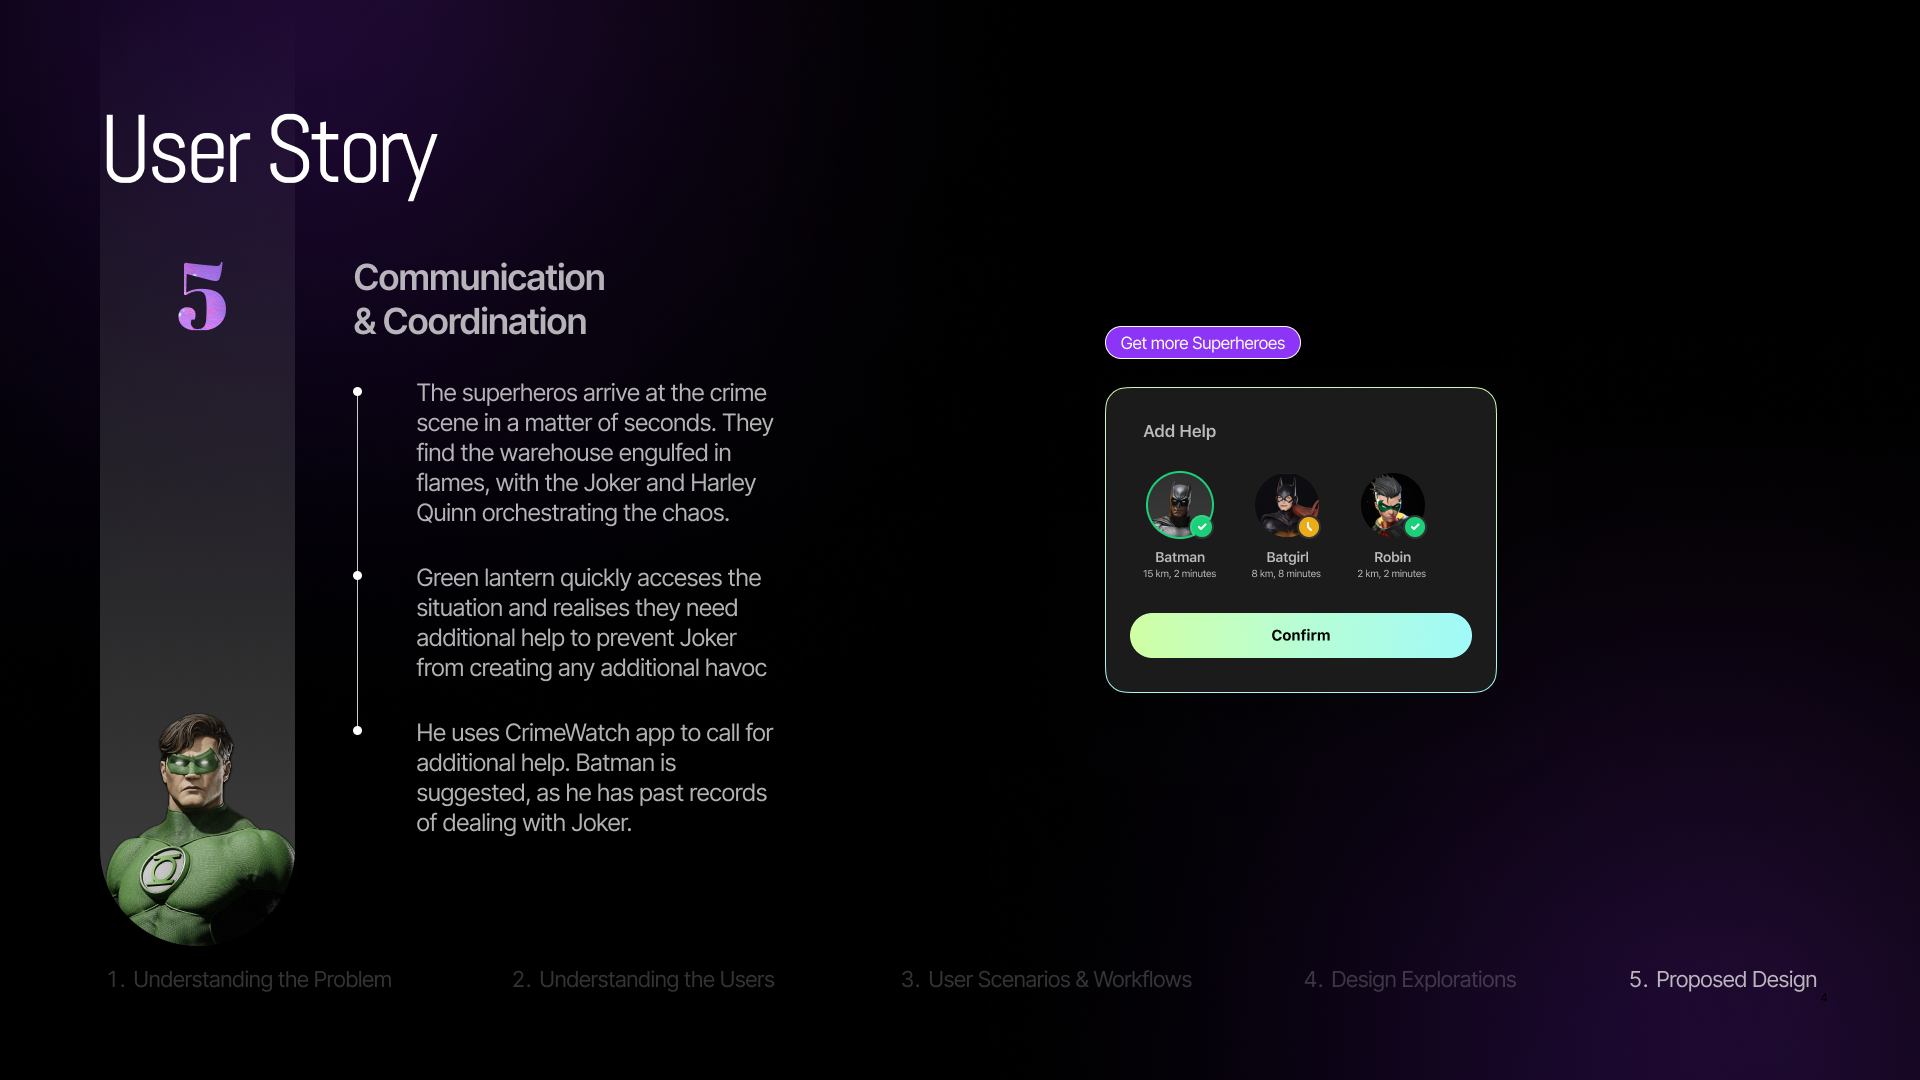 User Story
5
Communication
& Coordination
The superheros arrive at the crime
scene in a matter of seconds. They
find the warehouse engulfed in
flames, with the Joker and Harley
Quinn orchestrating the chaos.
Green lantern quickly acceses the
situation and realises they need
additional help to prevent Joker
from creating any additional havoc
He uses CrimeWatch app to call for
additional help. Batman is
suggested, as he has past records
of dealing with Joker.
Get more Superheroes
Add Help
Batman
15 km, 2 minutes
Batgirl
8 km, 8 minutes
Robin
2 km, 2 minutes
Confirm
1. Understanding the Problem
2. Understanding the Users
3. User Scenarios & Workflows
4. Design Explorations
5. Proposed Design
4